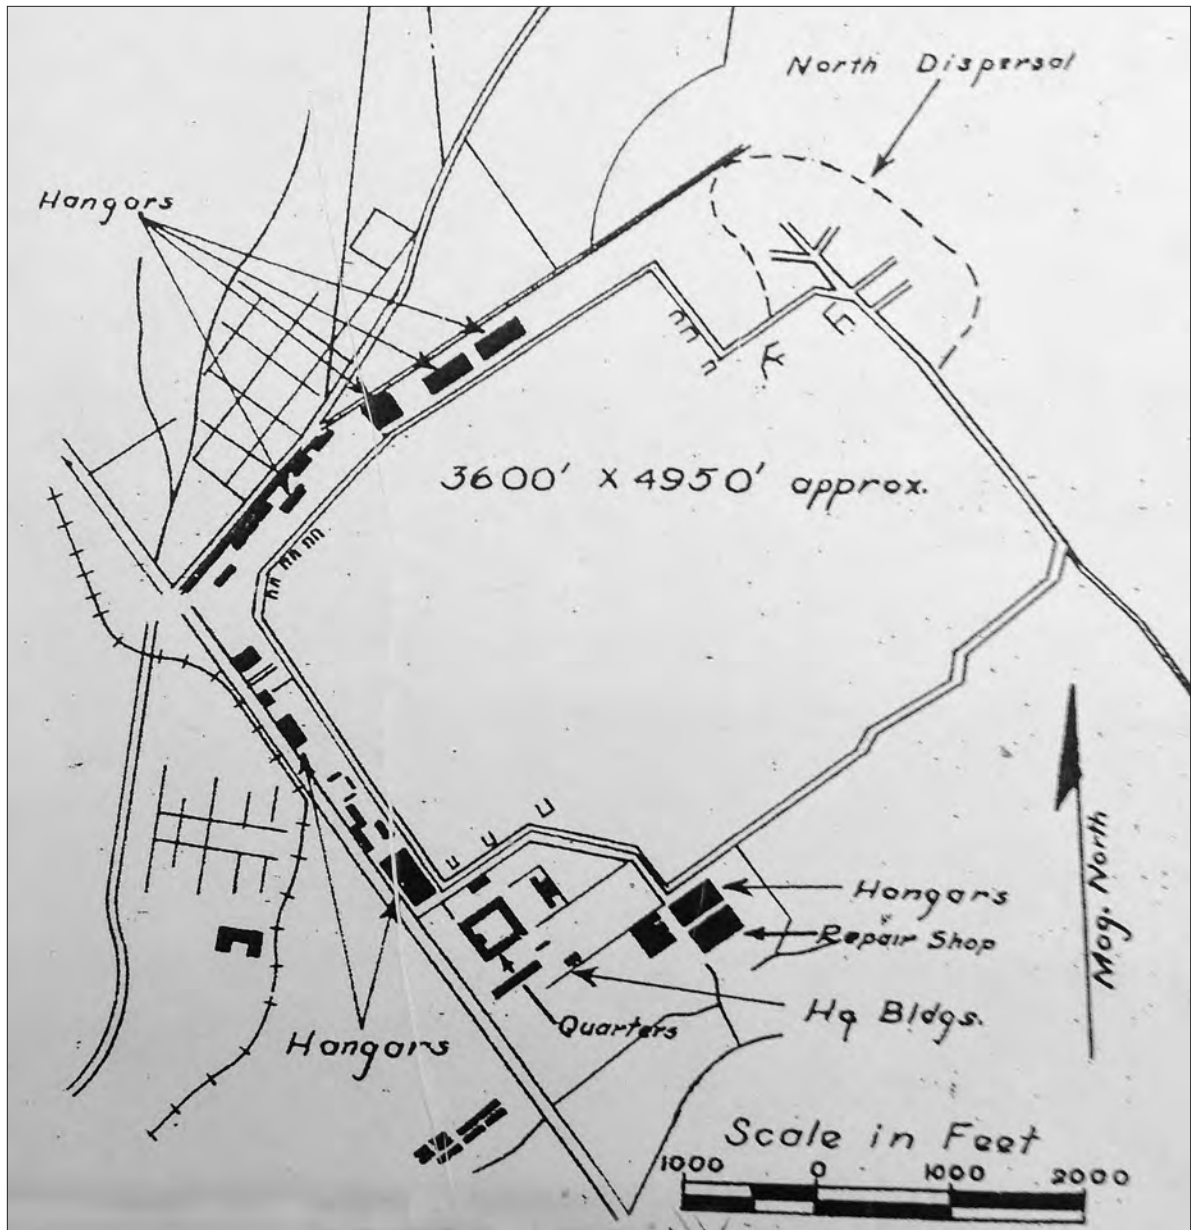 North Dispersal
Hangars
3600' x 4950' approx.
Hangars
&
Repair Shop
Mag. North
Hq Bldgs.
Quarters
Hangars
Scale in Feet
1000 0 1000 2000